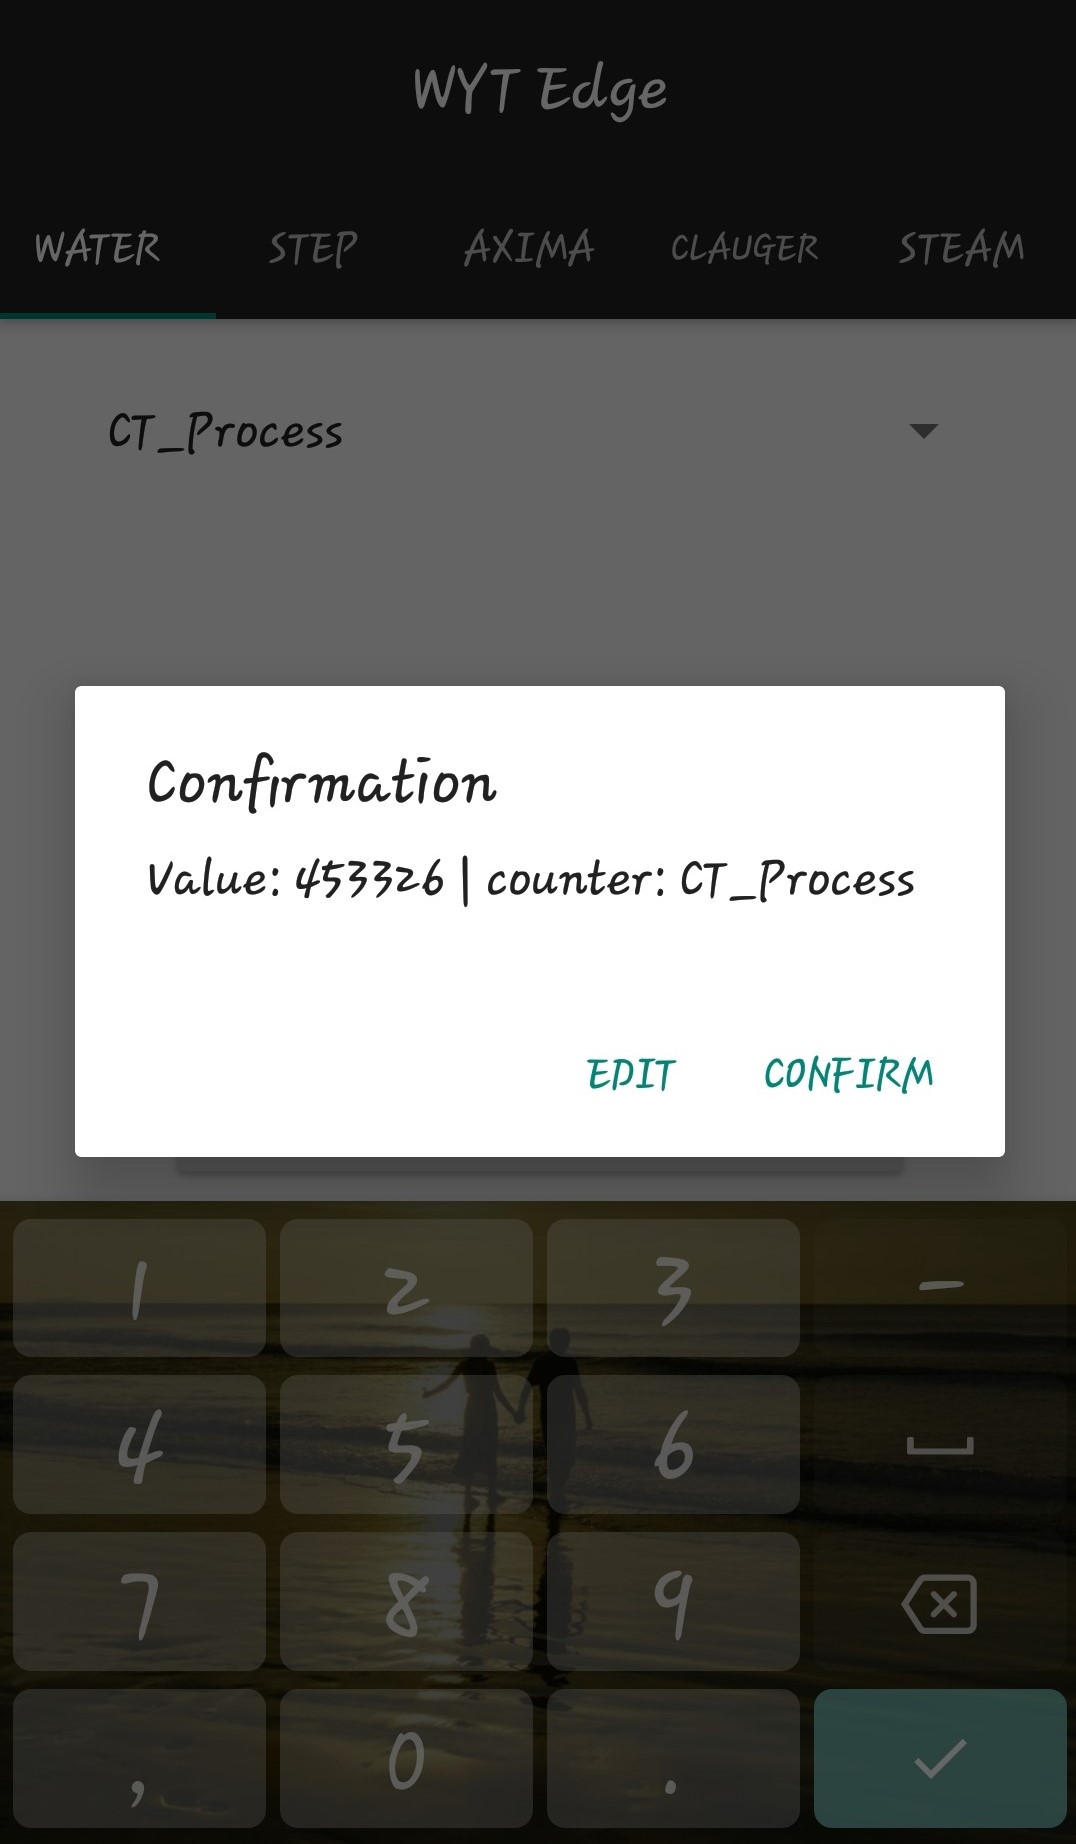 WYT Edge
WATER STEP AXIMA CLAUGER STEAM
CT_Process
Confirmation
Value: 453326 | counter: CT_Process
EDIT CONFIRM
1 2 3 -
4 5 6
7 8 9
, 0 .